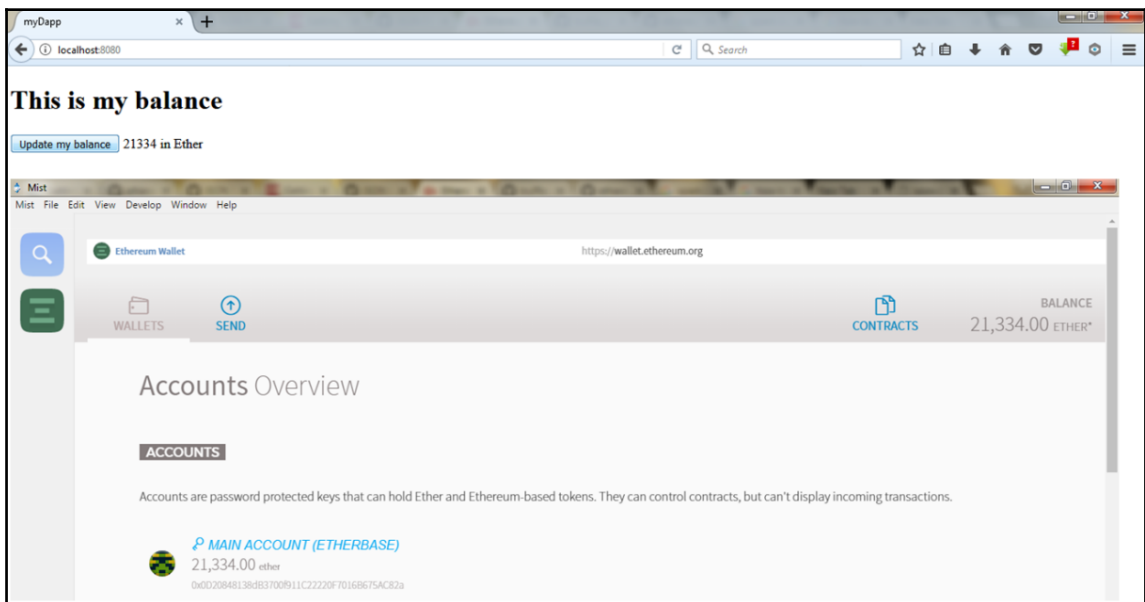 myDapp
localhost:8080
Search
This is my balance
Update my balance 21334 in Ether
Mist
Mist File Edit View Develop Window Help
Ethereum Wallet https://wallet.ethereum.org
WALLETS SEND CONTRACTS BALANCE
21,334.00 ETHER*
Accounts Overview
ACCOUNTS
Accounts are password protected keys that can hold Ether and Ethereum-based tokens. They can control contracts, but can't display incoming transactions.
MAIN ACCOUNT (ETHERBASE)
21,334.00 ether